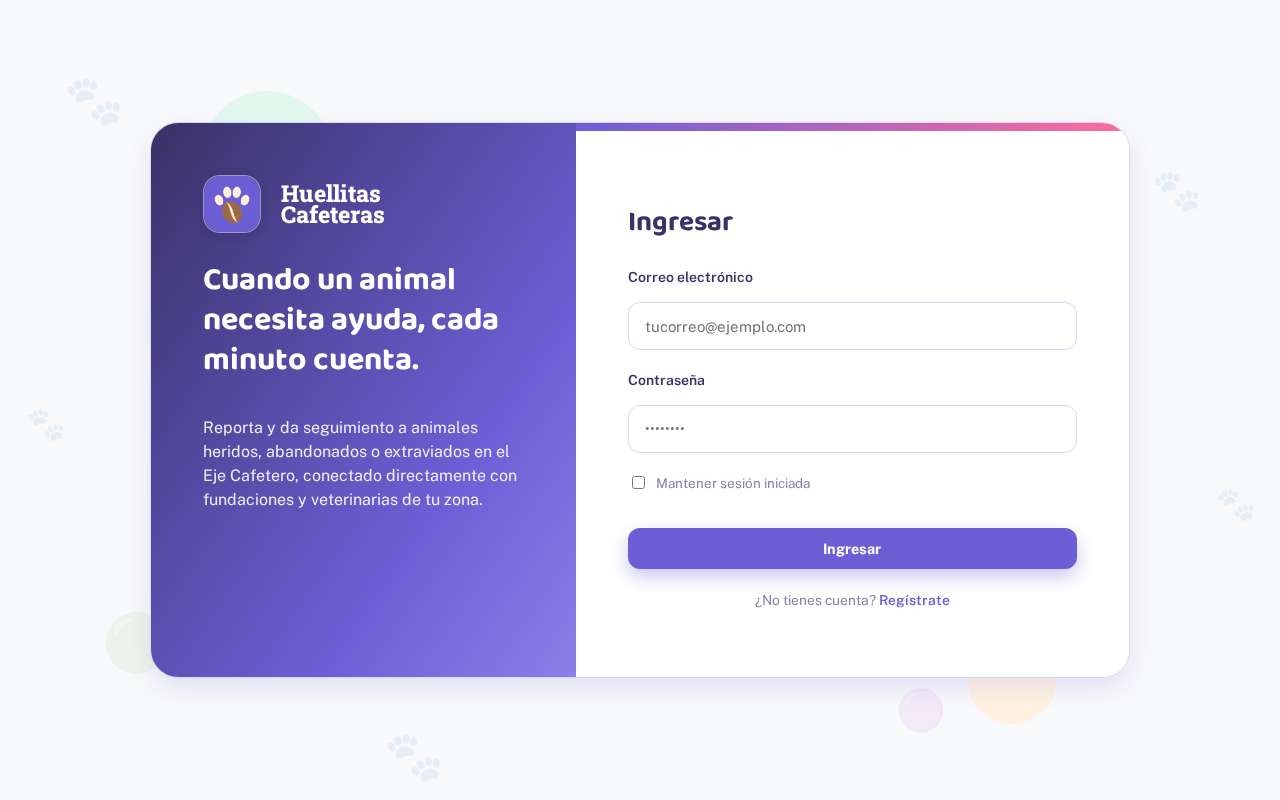 Huellitas
Cafeteras
Cuando un animal
necesita ayuda, cada
minuto cuenta.
Reporta y da seguimiento a animales
heridos, abandonados o extraviados en el
Eje Cafetero, conectado directamente con
fundaciones y veterinarias de tu zona.
Ingresar
Correo electrónico
tucorreo@ejemplo.com
Contraseña
••••••••
Mantener sesión iniciada
Ingresar
¿No tienes cuenta? Regístrate